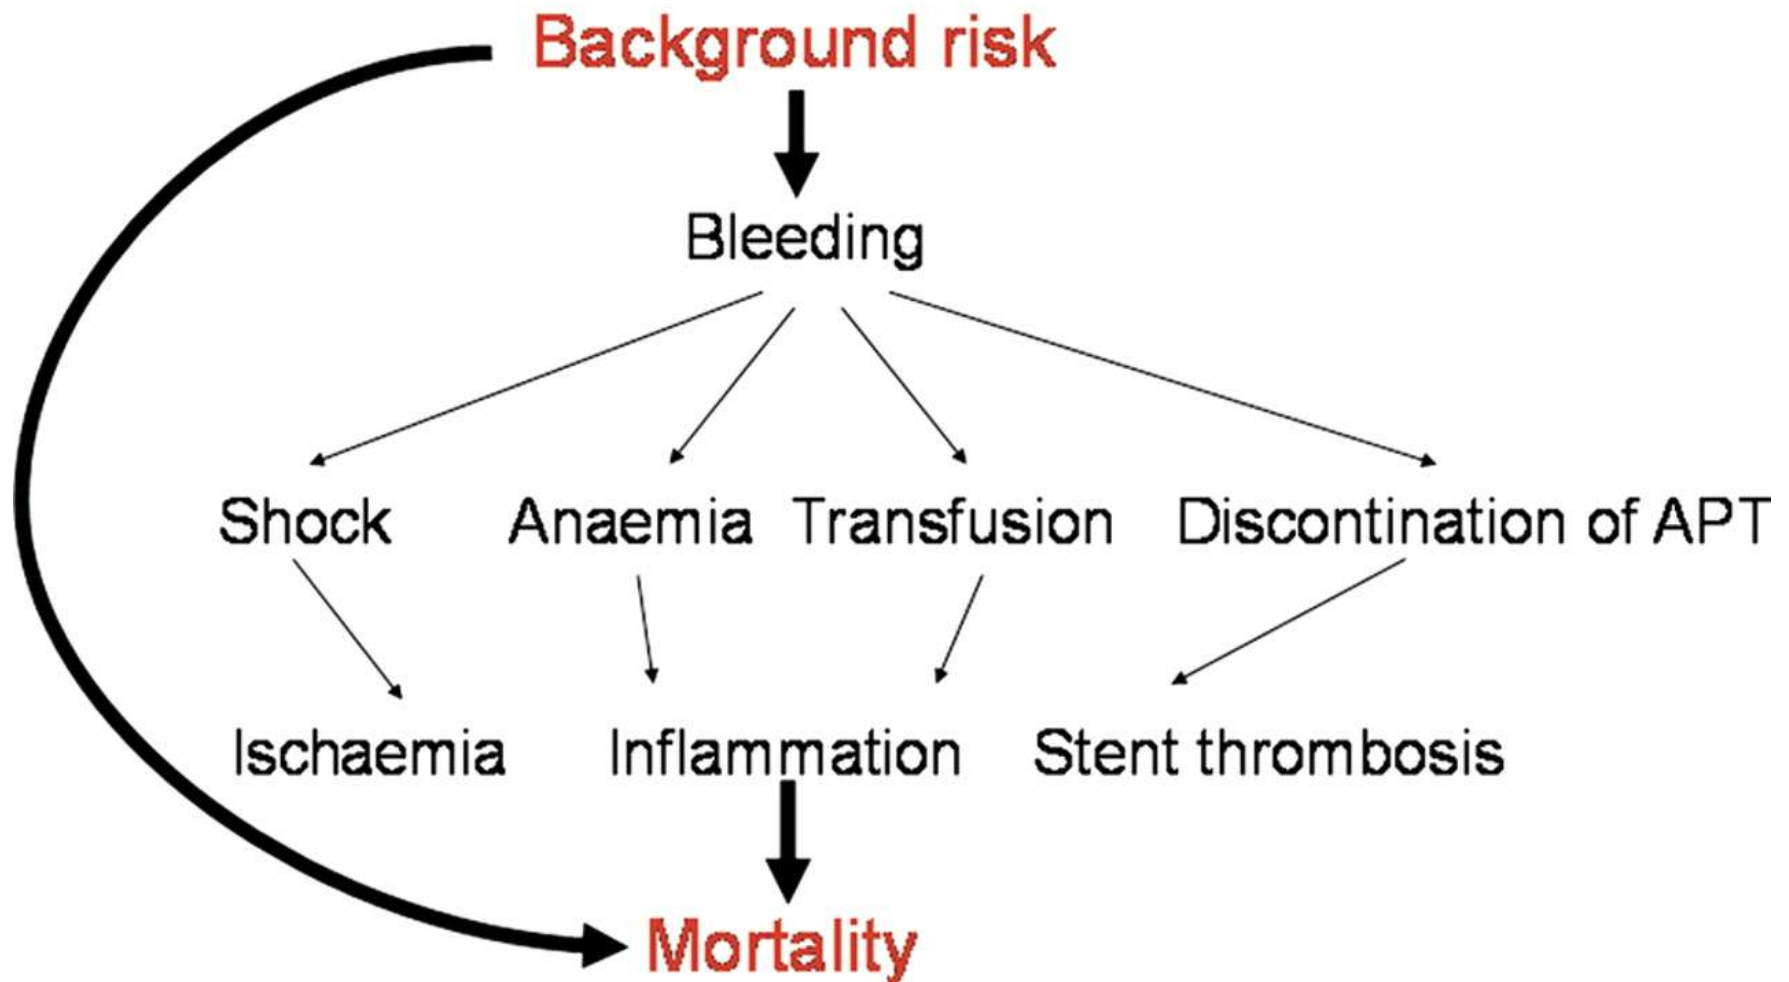 Background risk
Bleeding
Shock Anaemia Transfusion Discontination of APT
Ischaemia Inflammation Stent thrombosis
Mortality